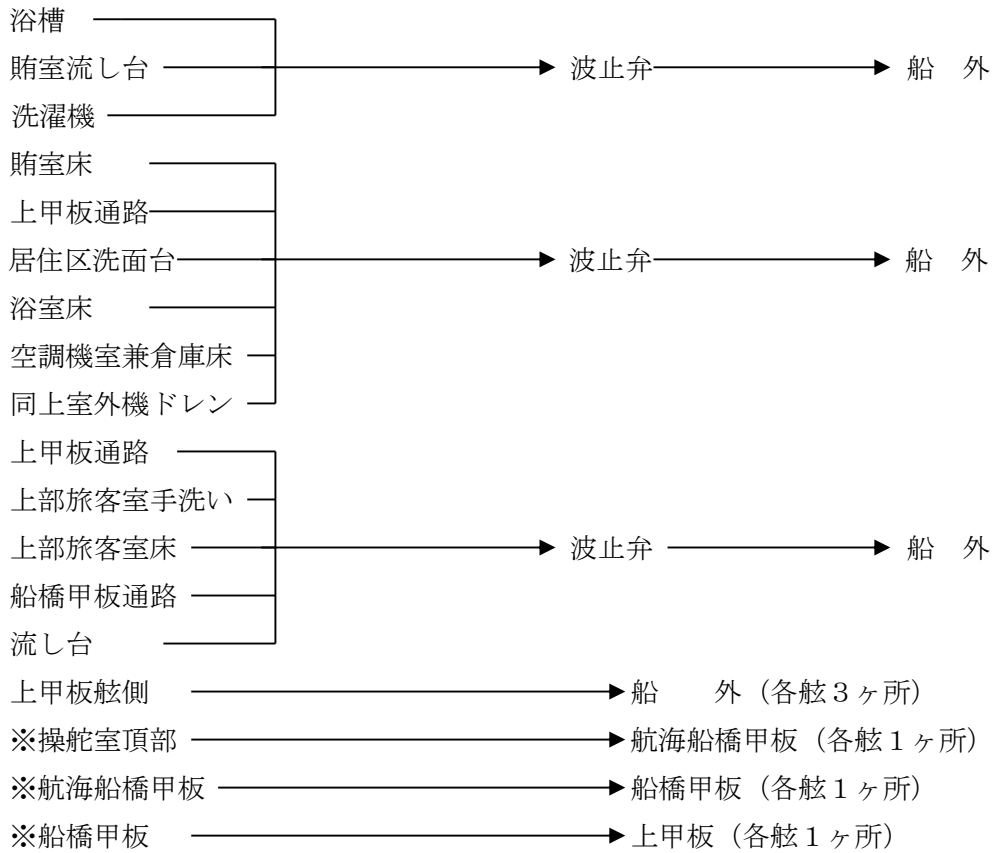 浴槽
賄室流し台 波止弁 船 外
洗濯機
賄室床
上甲板通路
居住区洗面台 波止弁 船 外
浴室床
空調機室兼倉庫床
同上室外機ドレン
上甲板通路
上部旅客室手洗い
上部旅客室床 波止弁 船 外
船橋甲板通路
流し台
上甲板舷側 船 外（各舷３ヶ所）
※操舵室頂部 航海船橋甲板（各舷１ヶ所）
※航海船橋甲板 船橋甲板（各舷１ヶ所）
※船橋甲板 上甲板（各舷１ヶ所）